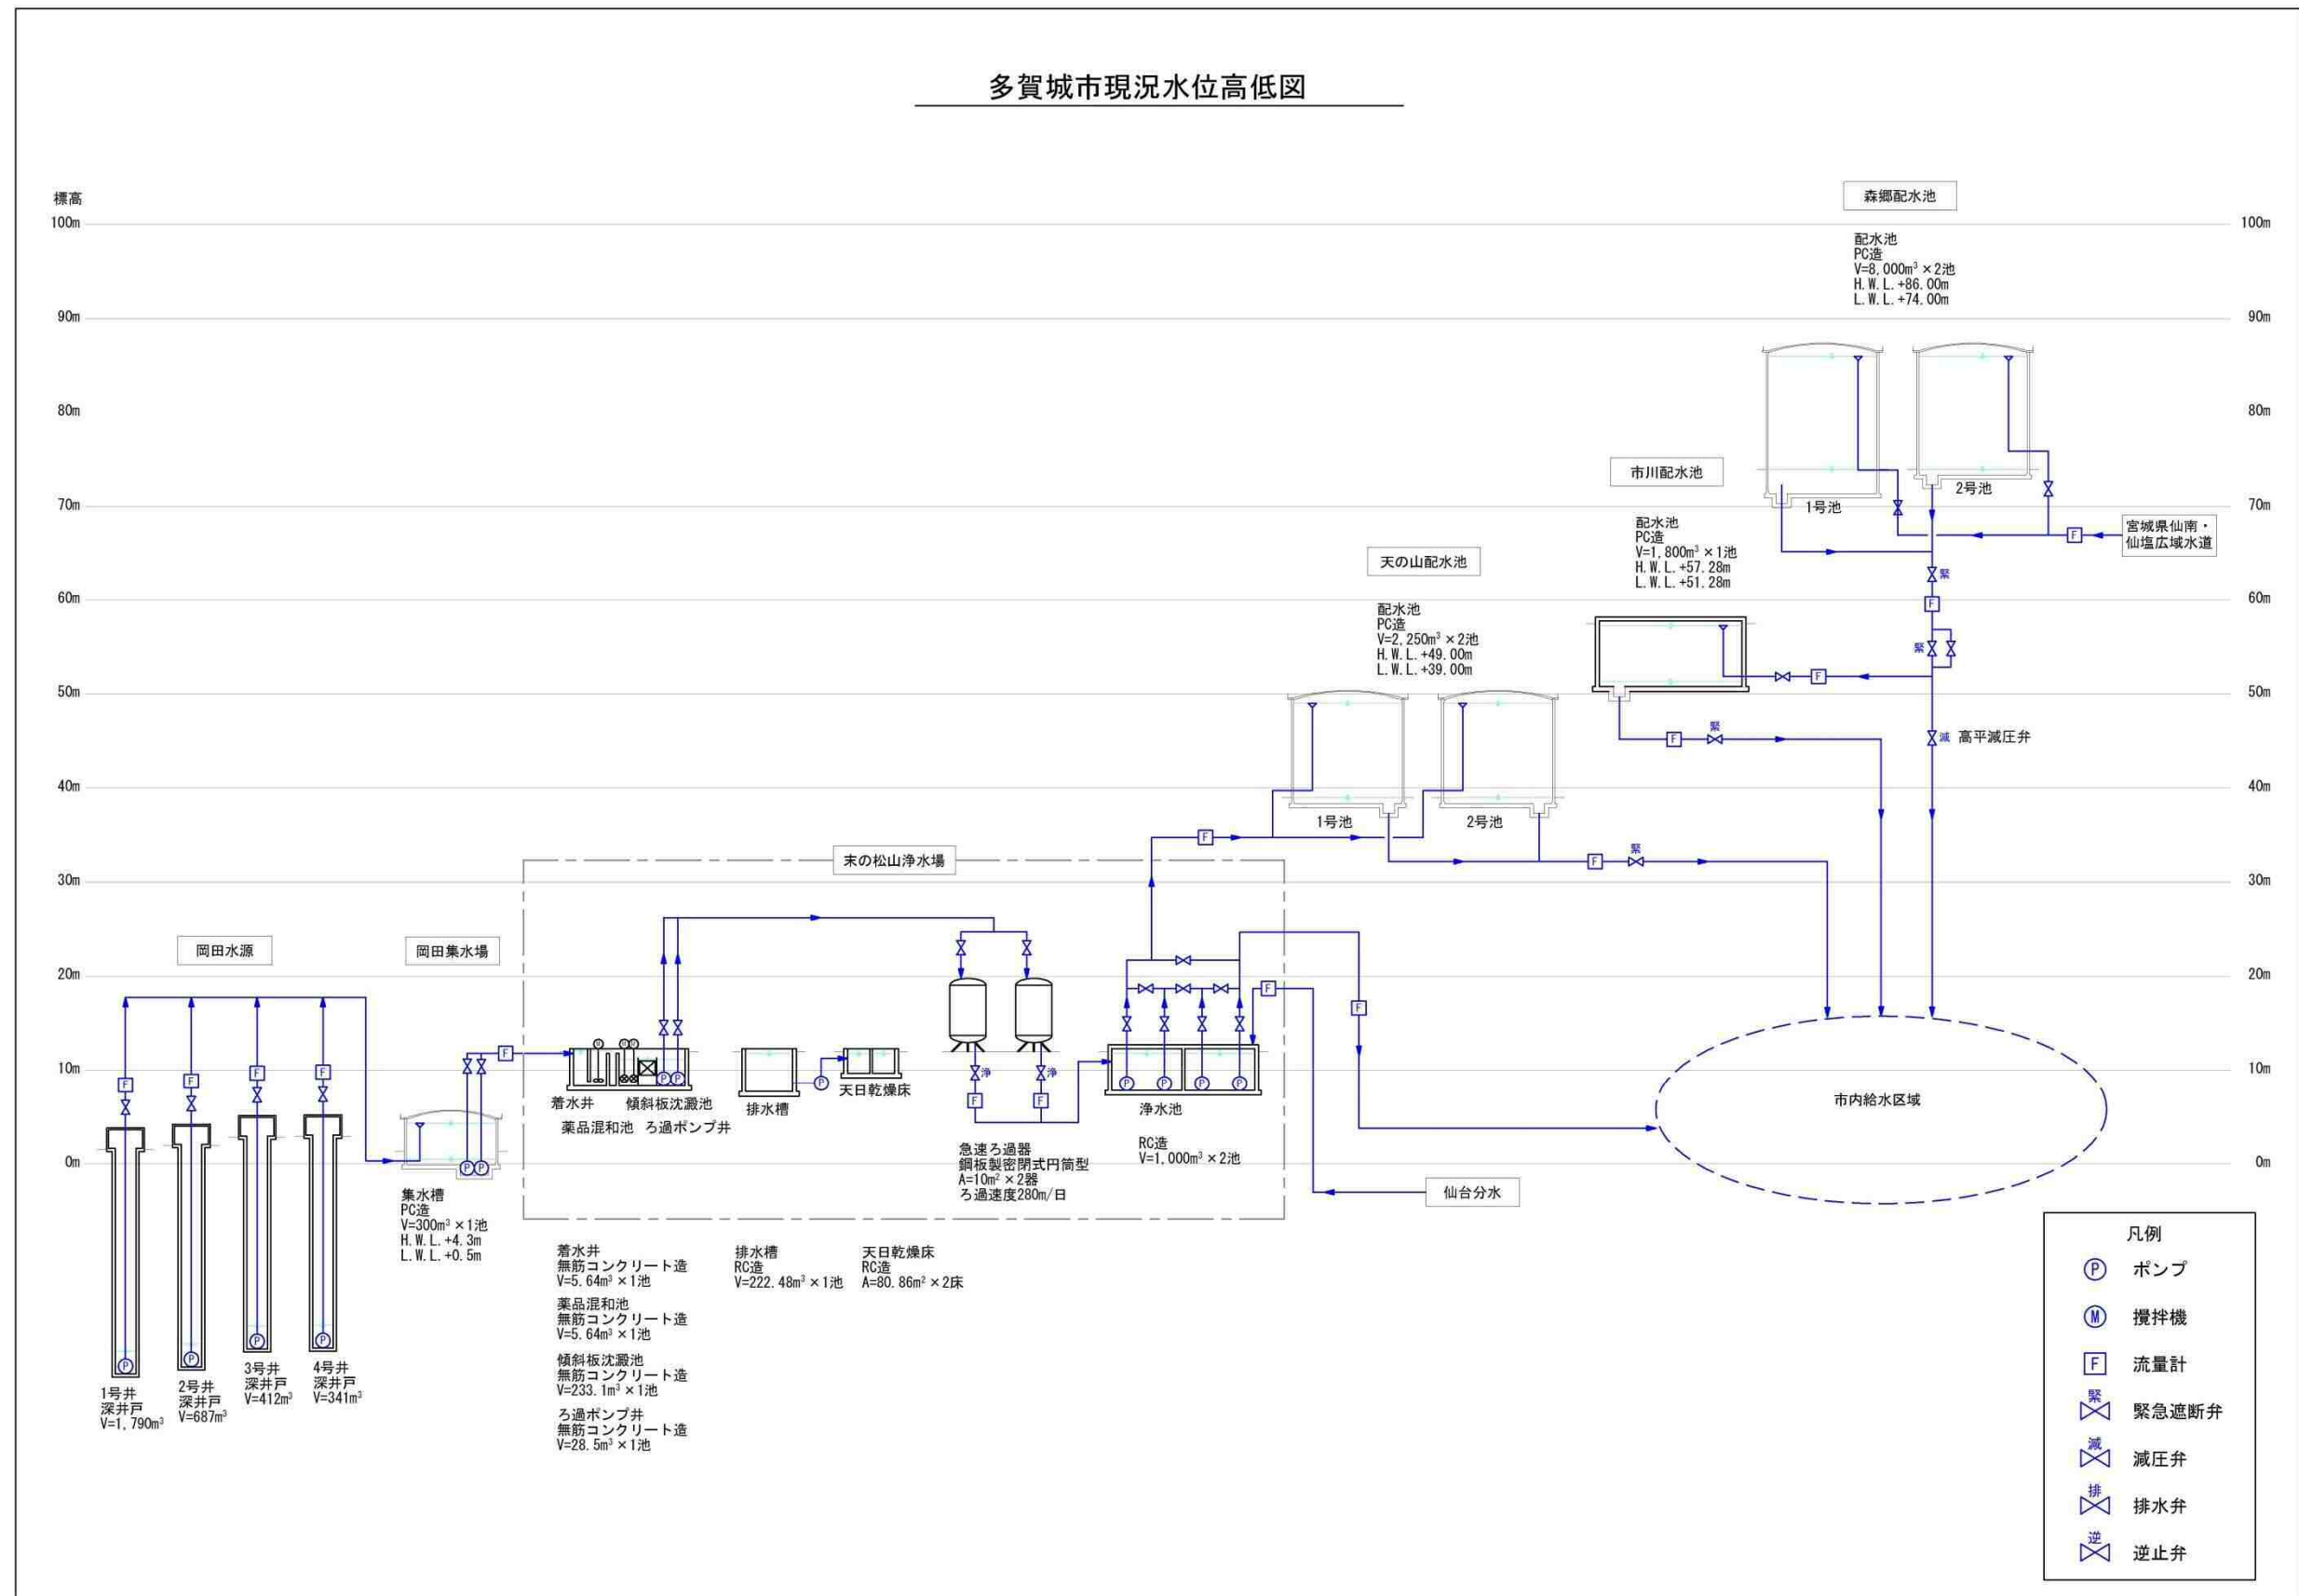 多賀城市現況水位高低図
標高
100m
90m
80m
70m
60m
50m
40m
30m
20m
10m
0m
100m
90m
80m
70m
60m
50m
40m
30m
20m
10m
0m
森郷配水池
配水池
PC造
V=8,000m³×2池
H.W.L.+86.00m
L.W.L.+74.00m
1号池
2号池
宮城県仙南・
仙塩広域水道
F
緊
F
緊
減 高平減圧弁
市川配水池
配水池
PC造
V=1,800m³×1池
H.W.L.+57.28m
L.W.L.+51.28m
F
F
緊
天の山配水池
配水池
PC造
V=2,250m³×2池
H.W.L.+49.00m
L.W.L.+39.00m
1号池
2号池
F
F
緊
末の松山浄水場
岡田水源
岡田集水場
F
F
F
F
F
P
P
P
P
P P
1号井
深井戸
V=1,790m³
2号井
深井戸
V=687m³
3号井
深井戸
V=412m³
4号井
深井戸
V=341m³
集水槽
PC造
V=300m³×1池
H.W.L.+4.3m
L.W.L.+0.5m
M M M
P P
着水井
傾斜板沈澱池
薬品混和池
ろ過ポンプ井
排水槽
P
天日乾燥床
浄
浄
F
F
急速ろ過器
鋼板製密閉式円筒型
A=10m²×2器
ろ過速度280m/日
P P P P
F
F
浄水池
RC造
V=1,000m³×2池
仙台分水
市内給水区域
着水井
無筋コンクリート造
V=5.64m³×1池
薬品混和池
無筋コンクリート造
V=5.64m³×1池
傾斜板沈澱池
無筋コンクリート造
V=233.1m³×1池
ろ過ポンプ井
無筋コンクリート造
V=28.5m³×1池
排水槽
RC造
V=222.48m³×1池
天日乾燥床
RC造
A=80.86m²×2床
凡例
P ポンプ
M 攪拌機
F 流量計
緊 緊急遮断弁
減 減圧弁
排 排水弁
逆 逆止弁